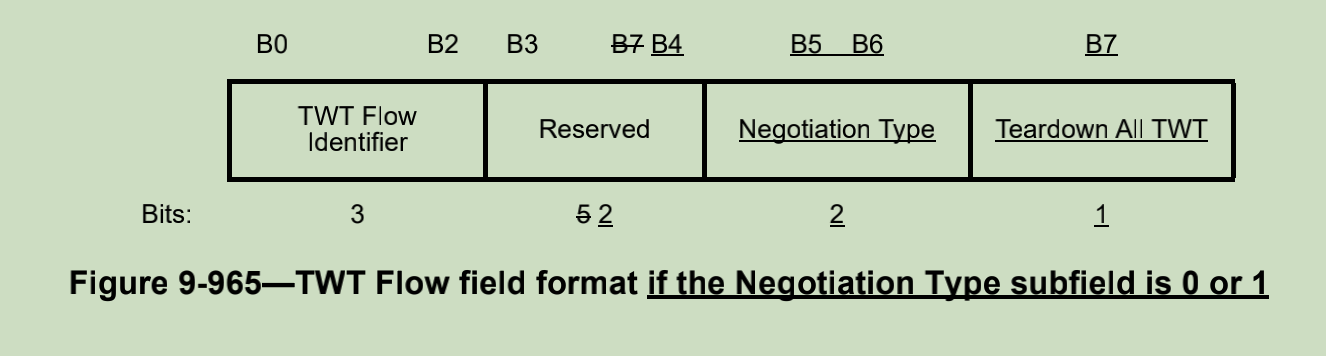 B0 B2 B3 B7 B4 B5 B6 B7
TWT Flow
Identifier
Reserved
Negotiation Type
Teardown All TWT
Bits: 3 5 2 2 1
Figure 9-965—TWT Flow field format if the Negotiation Type subfield is 0 or 1